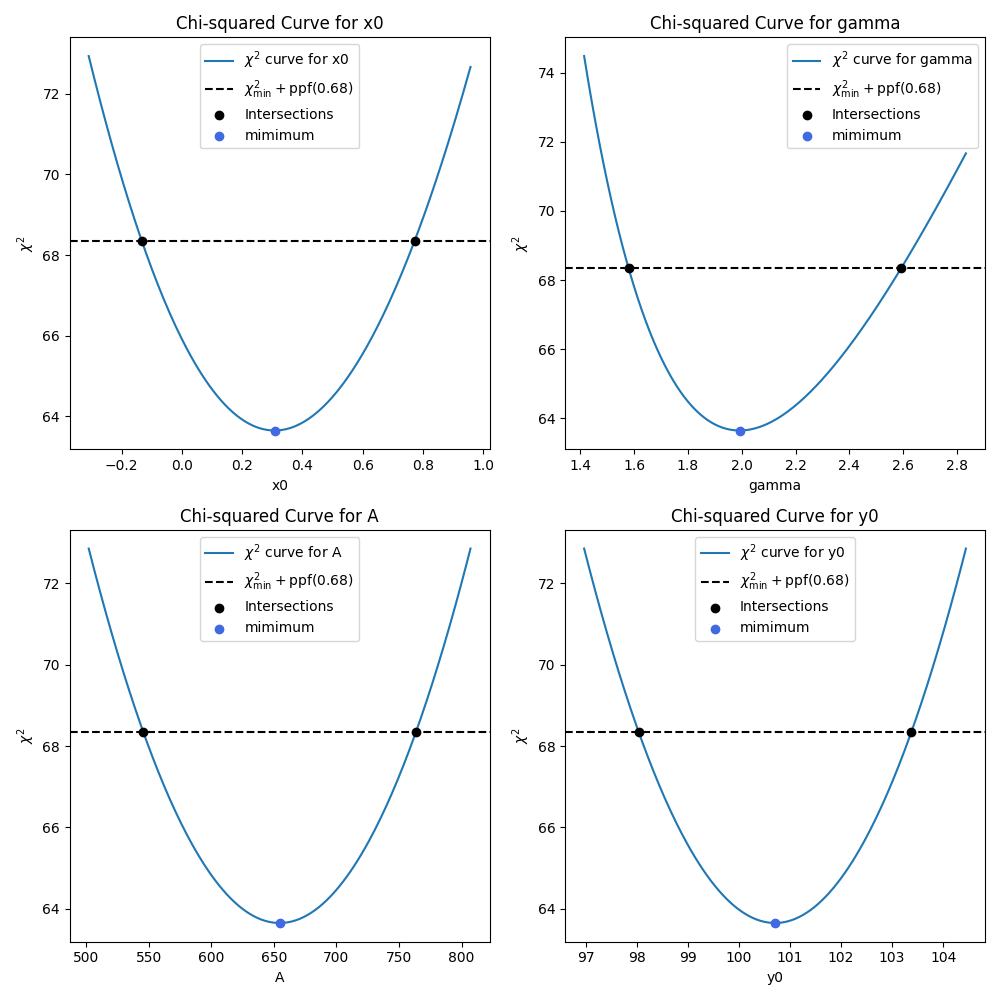 Chi-squared Curve for x0
χ² curve for x0
χ²min + ppf(0.68)
Intersections
mimimum
χ²
72
70
68
66
64
−0.2 0.0 0.2 0.4 0.6 0.8 1.0
x0
Chi-squared Curve for gamma
χ² curve for gamma
χ²min + ppf(0.68)
Intersections
mimimum
χ²
74
72
70
68
66
64
1.4 1.6 1.8 2.0 2.2 2.4 2.6 2.8
gamma
Chi-squared Curve for A
χ² curve for A
χ²min + ppf(0.68)
Intersections
mimimum
χ²
72
70
68
66
64
500 550 600 650 700 750 800
A
Chi-squared Curve for y0
χ² curve for y0
χ²min + ppf(0.68)
Intersections
mimimum
χ²
72
70
68
66
64
97 98 99 100 101 102 103 104
y0